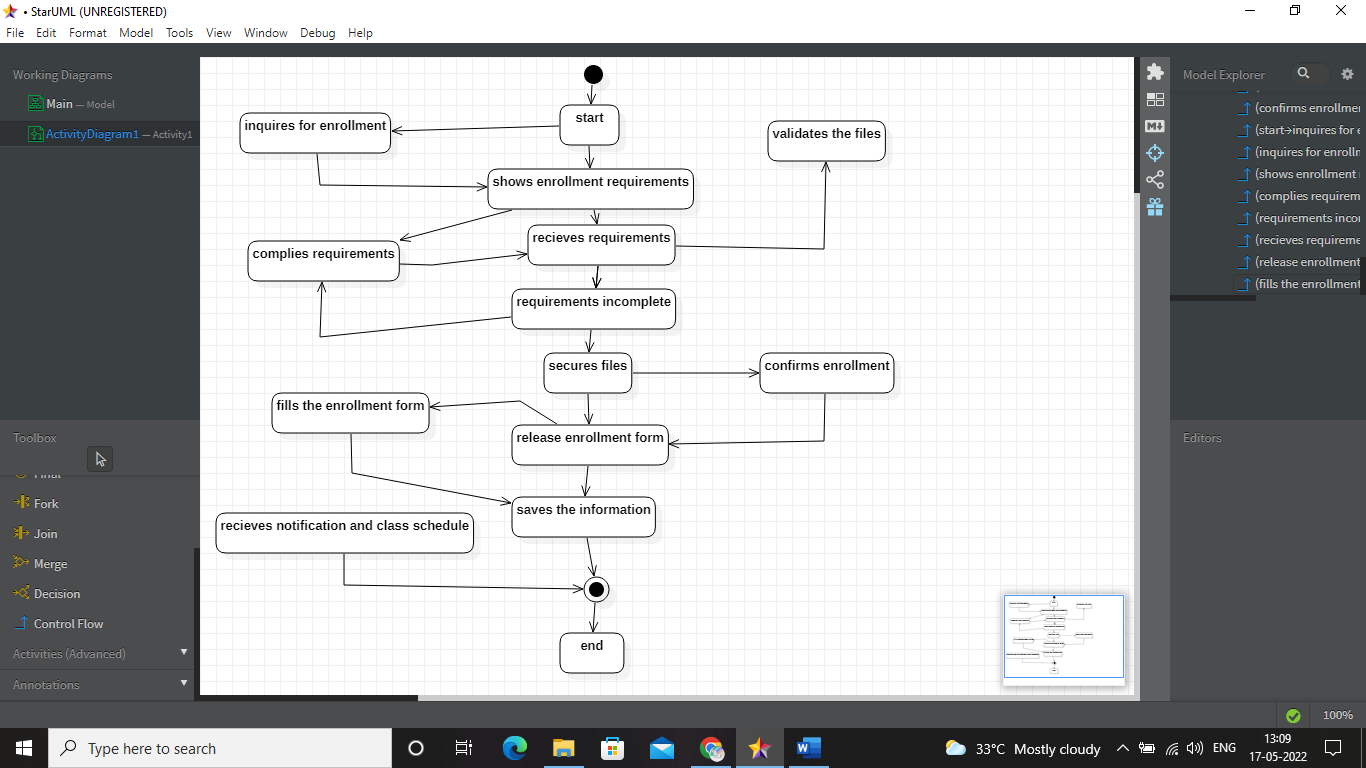 • StarUML (UNREGISTERED)
File Edit Format Model Tools View Window Debug Help
Working Diagrams
Main — Model
ActivityDiagram1 — Activity1
Toolbox
Fork
Join
Merge
Decision
Control Flow
Activities (Advanced)
Annotations
start
inquires for enrollment
validates the files
shows enrollment requirements
recieves requirements
complies requirements
requirements incomplete
secures files
confirms enrollment
fills the enrollment form
release enrollment form
saves the information
recieves notification and class schedule
end
M+
Model Explorer
(confirms
(start→inquires for
(inquires for
(shows enrollment
(complies
(requirements
(recieves
(release enrollment
(fills the enrollment
Editors
100%
Type here to search
W
33°C Mostly cloudy
ENG
13:09
17-05-2022